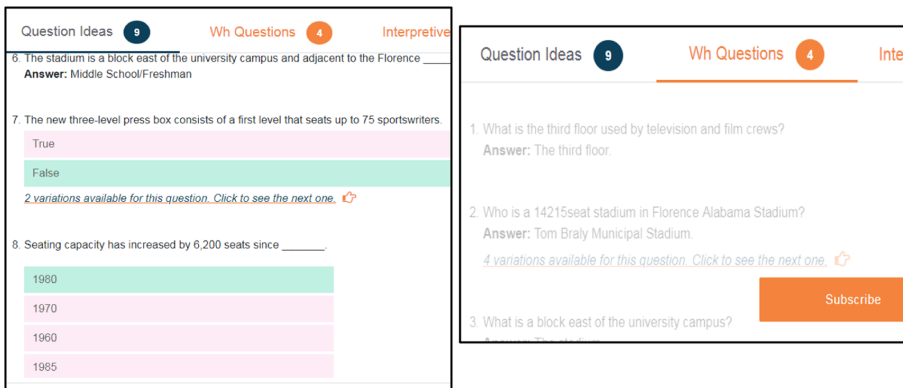 Question Ideas 9 Wh Questions 4 Interpretive
6. The stadium is a block east of the university campus and adjacent to the Florence ____
Answer: Middle School/Freshman
7. The new three-level press box consists of a first level that seats up to 75 sportswriters.
True
False
2 variations available for this question. Click to see the next one.
8. Seating capacity has increased by 6,200 seats since _______.
1980
1970
1960
1985
Question Ideas 9 Wh Questions 4 Inte
1. What is the third floor used by television and film crews?
Answer: The third floor.
2. Who is a 14215seat stadium in Florence Alabama Stadium?
Answer: Tom Braly Municipal Stadium.
4 variations available for this question. Click to see the next one.
Subscribe
3. What is a block east of the university campus?
Answer: The stadium